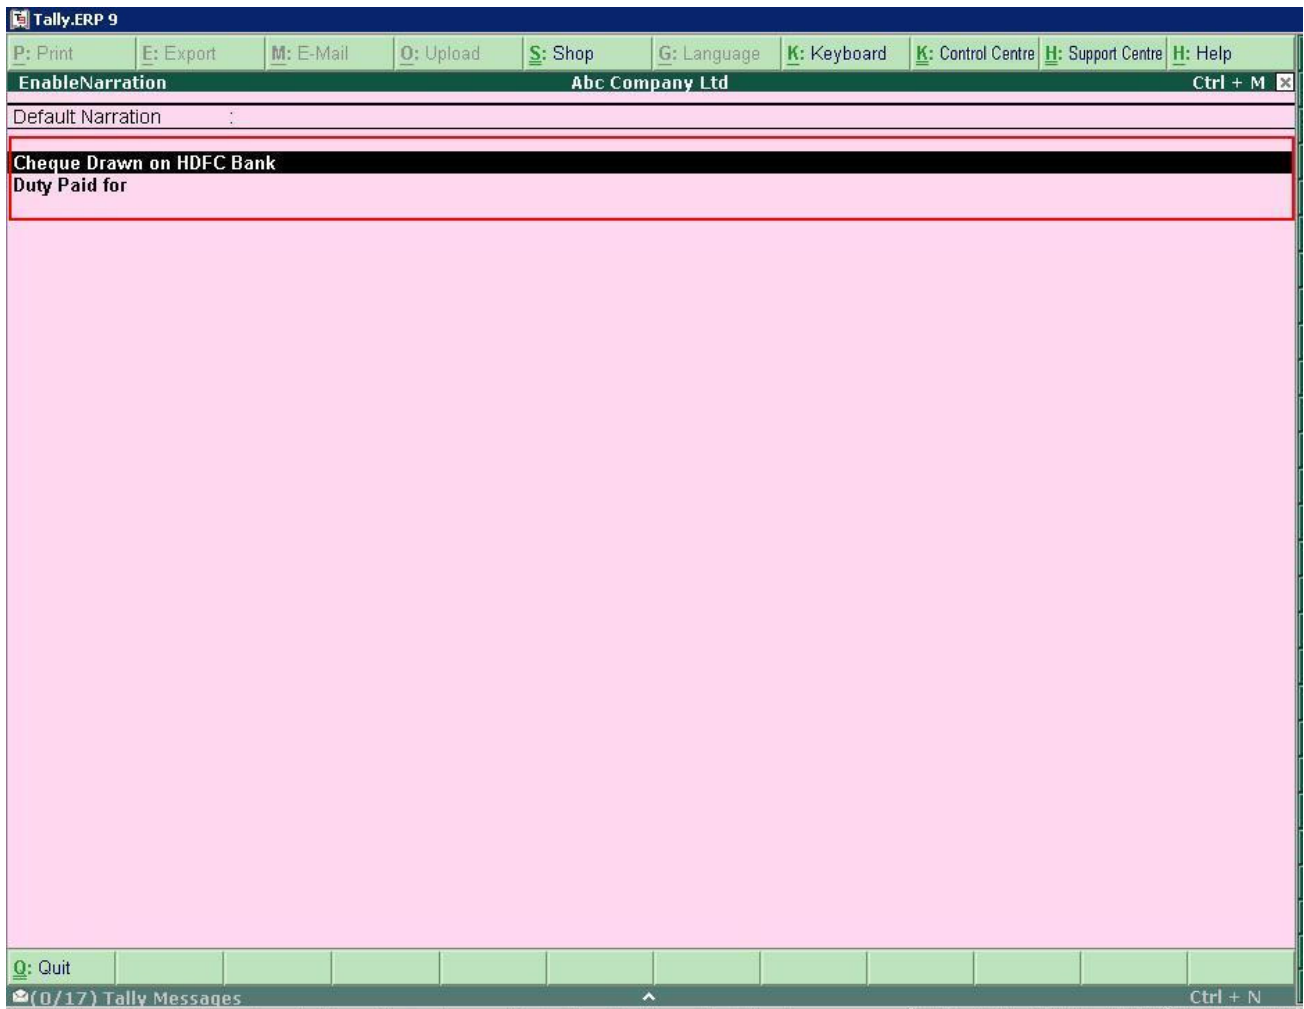 Tally.ERP 9
P: Print E: Export M: E-Mail O: Upload S: Shop G: Language K: Keyboard K: Control Centre H: Support Centre H: Help
EnableNarration Abc Company Ltd Ctrl + M
Default Narration :
Cheque Drawn on HDFC Bank
Duty Paid for
Q: Quit
(0/17) Tally Messages Ctrl + N